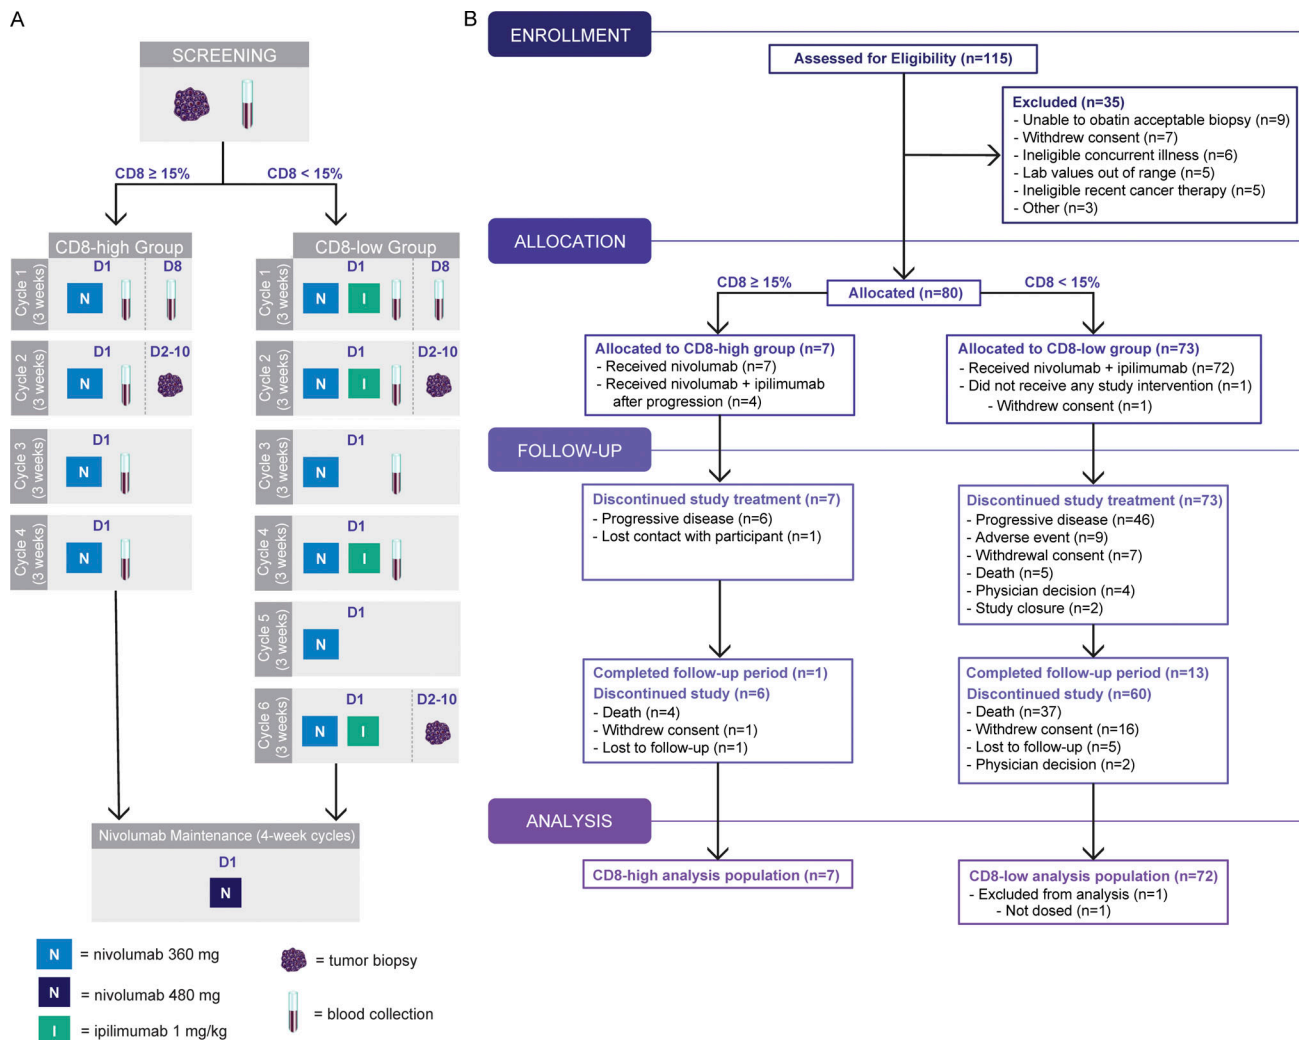 A
SCREENING
CD8 ≥ 15%
CD8 < 15%
CD8-high Group
Cycle 1
(3 weeks)
D1
D8
N
Cycle 2
(3 weeks)
D1
D2-10
N
Cycle 3
(3 weeks)
D1
N
Cycle 4
(3 weeks)
D1
N
CD8-low Group
Cycle 1
(3 weeks)
D1
D8
N
I
Cycle 2
(3 weeks)
D1
D2-10
N
I
Cycle 3
(3 weeks)
D1
N
Cycle 4
(3 weeks)
D1
N
I
Cycle 5
(3 weeks)
D1
N
Cycle 6
(3 weeks)
D1
D2-10
N
I
Nivolumab Maintenance (4-week cycles)
D1
N
N = nivolumab 360 mg
N = nivolumab 480 mg
I = ipilimumab 1 mg/kg
= tumor biopsy
= blood collection
B
ENROLLMENT
Assessed for Eligibility (n=115)
Excluded (n=35)
- Unable to obatin acceptable biopsy (n=9)
- Withdrew consent (n=7)
- Ineligible concurrent illness (n=6)
- Lab values out of range (n=5)
- Ineligible recent cancer therapy (n=5)
- Other (n=3)
ALLOCATION
CD8 ≥ 15%
Allocated (n=80)
CD8 < 15%
Allocated to CD8-high group (n=7)
- Received nivolumab (n=7)
- Received nivolumab + ipilimumab
after progression (n=4)
Allocated to CD8-low group (n=73)
- Received nivolumab + ipilimumab (n=72)
- Did not receive any study intervention (n=1)
- Withdrew consent (n=1)
FOLLOW-UP
Discontinued study treatment (n=7)
- Progressive disease (n=6)
- Lost contact with participant (n=1)
Discontinued study treatment (n=73)
- Progressive disease (n=46)
- Adverse event (n=9)
- Withdrawal consent (n=7)
- Death (n=5)
- Physician decision (n=4)
- Study closure (n=2)
Completed follow-up period (n=1)
Discontinued study (n=6)
- Death (n=4)
- Withdrew consent (n=1)
- Lost to follow-up (n=1)
Completed follow-up period (n=13)
Discontinued study (n=60)
- Death (n=37)
- Withdrew consent (n=16)
- Lost to follow-up (n=5)
- Physician decision (n=2)
ANALYSIS
CD8-high analysis population (n=7)
CD8-low analysis population (n=72)
- Excluded from analysis (n=1)
- Not dosed (n=1)